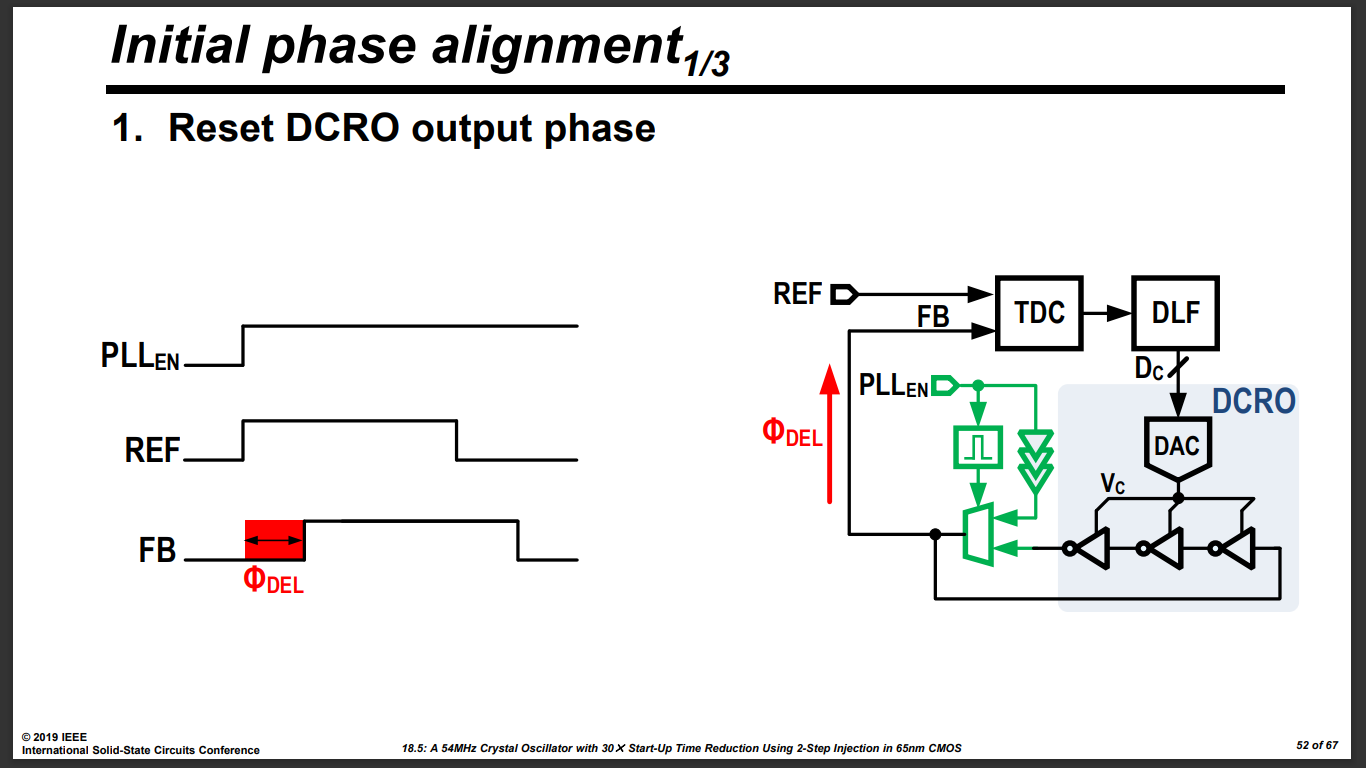 Initial phase alignment1/3
1. Reset DCRO output phase
PLLEN
REF
FB
ΦDEL
REF
FB
TDC
DLF
DC
PLLEN
DCRO
ΦDEL
DAC
VC
© 2019 IEEE
International Solid-State Circuits Conference
18.5: A 54MHz Crystal Oscillator with 30✕ Start-Up Time Reduction Using 2-Step Injection in 65nm CMOS
52 of 67